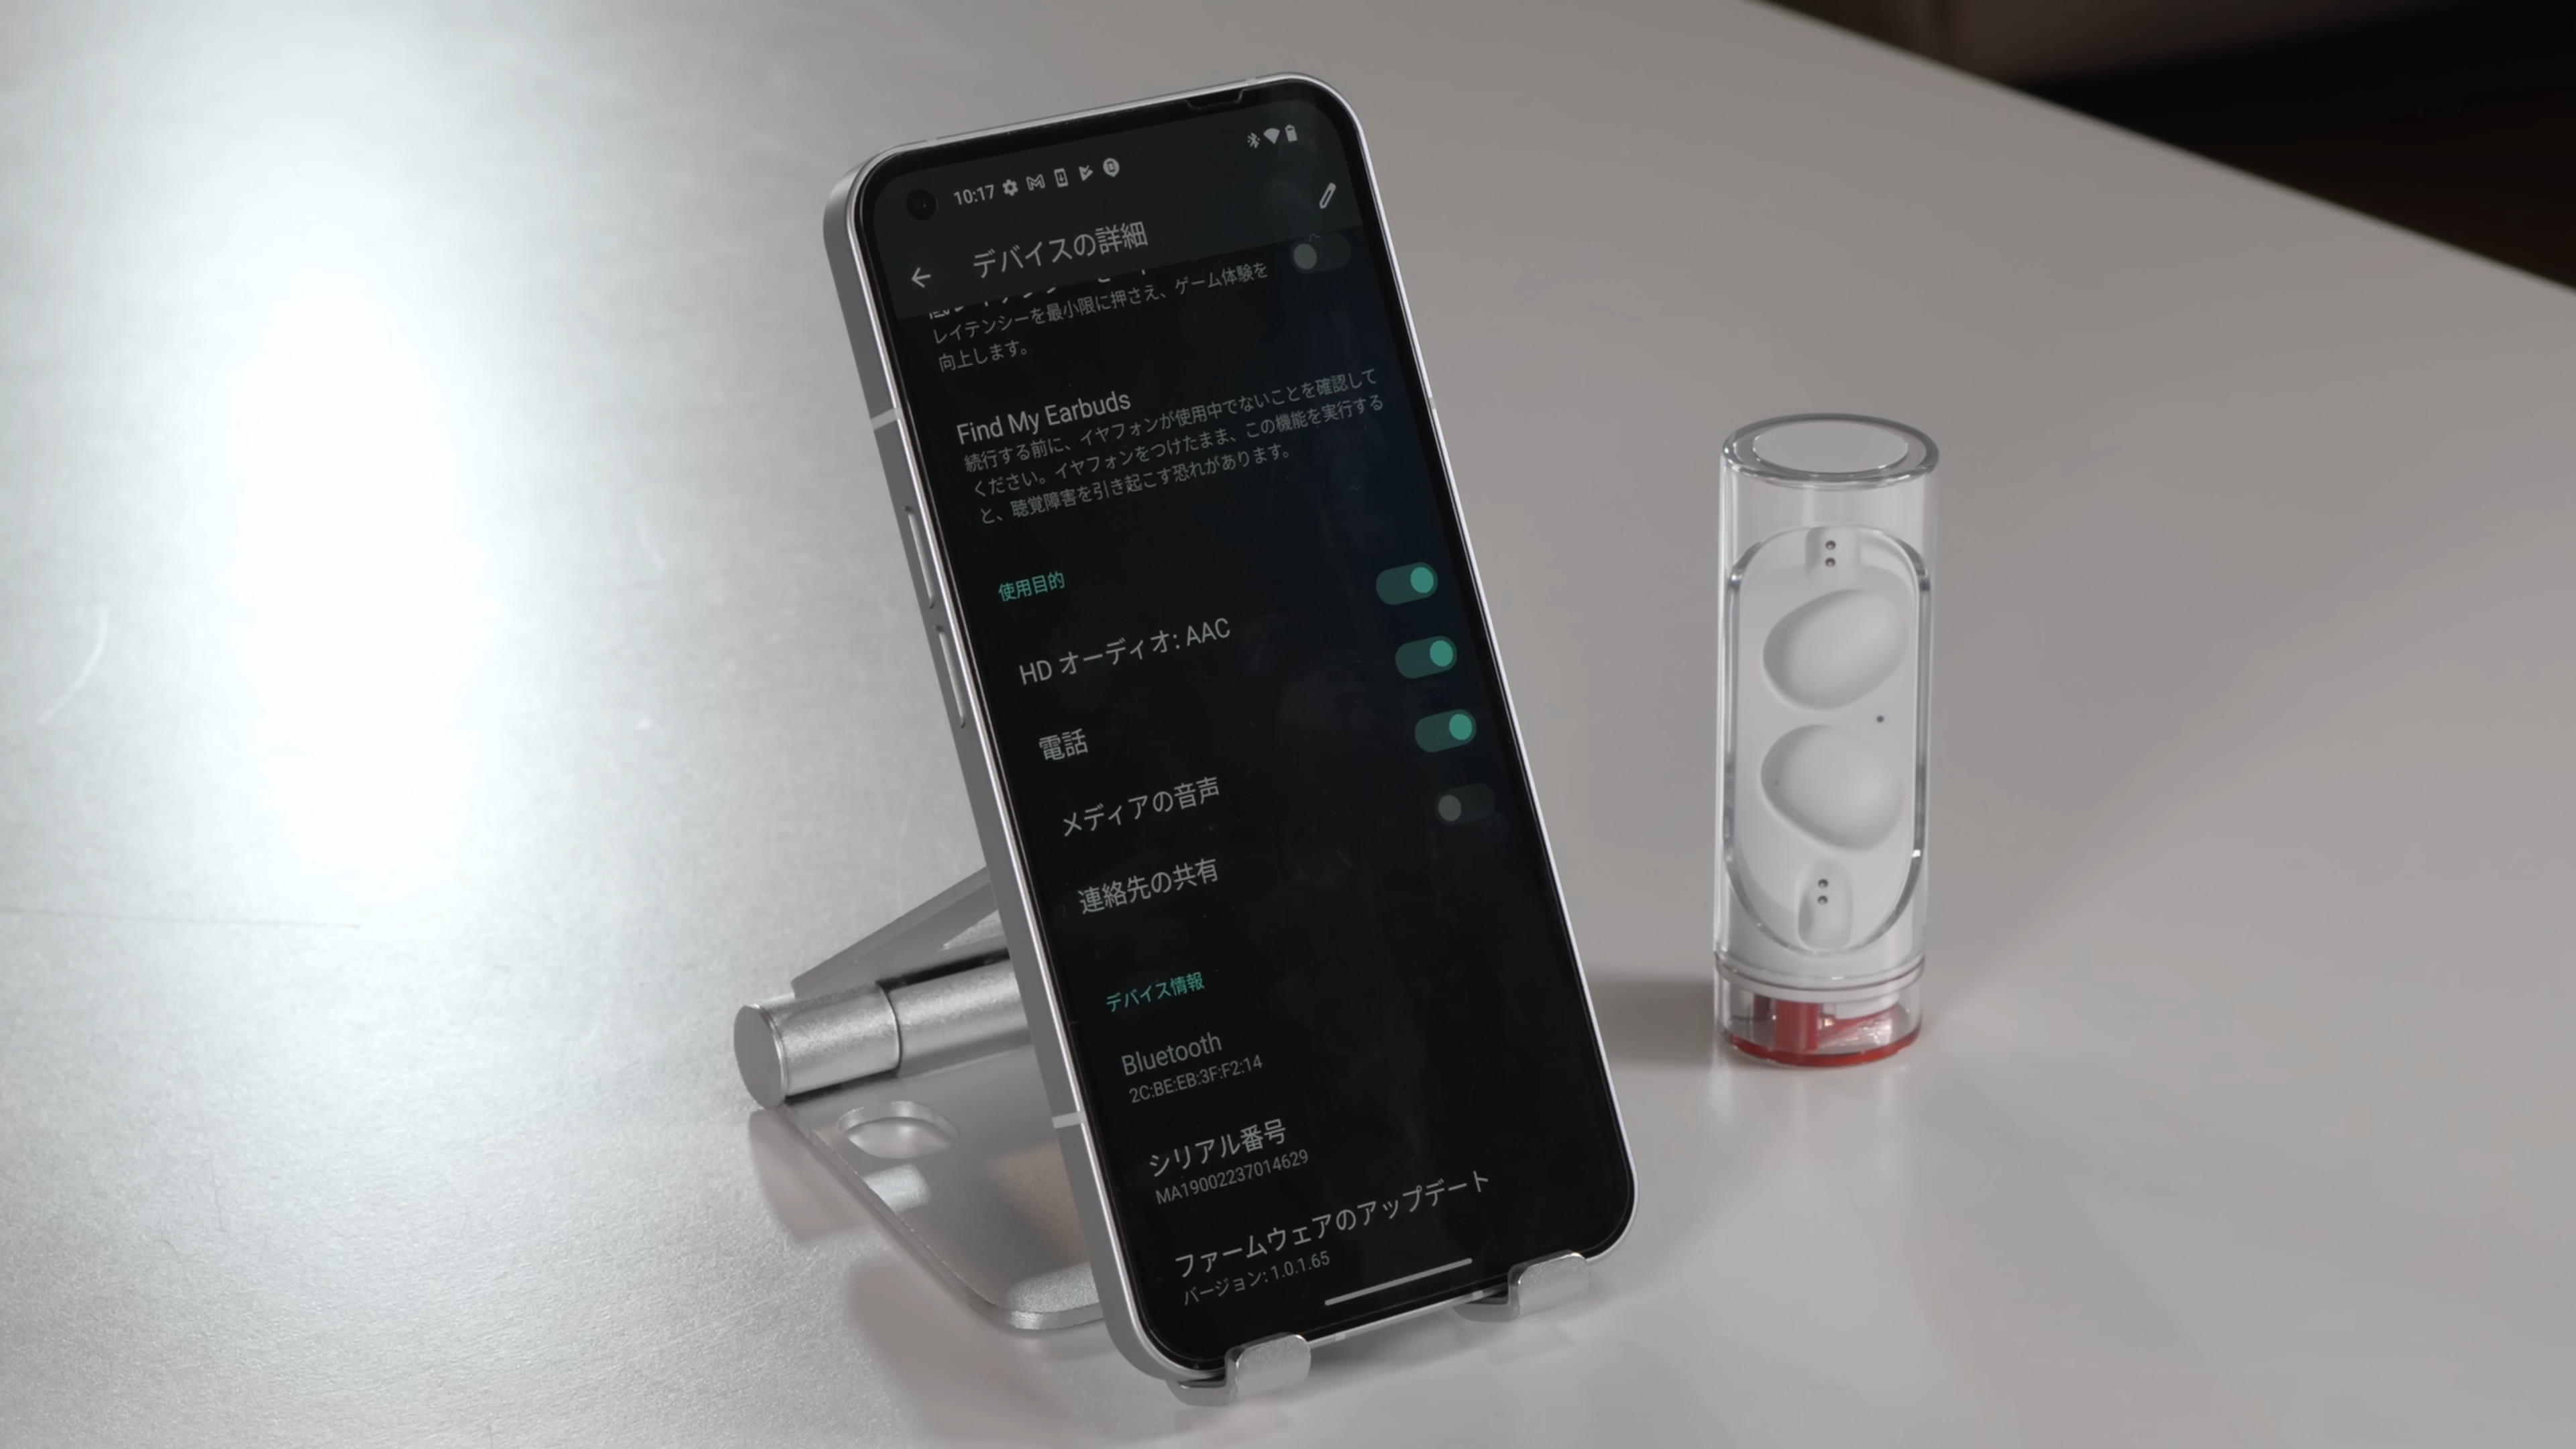 10:17
デバイスの詳細
レイテンシーを最小限に押さえ、ゲーム体験を
向上します。
Find My Earbuds
続行する前に、イヤフォンが使用中でないことを確認して
ください。イヤフォンをつけたまま、この機能を実行する
と、聴覚障害を引き起こす恐れがあります。
使用目的
HD オーディオ: AAC
電話
メディアの音声
連絡先の共有
デバイス情報
Bluetooth
2C:BE:EB:3F:F2:14
シリアル番号
MA19002237014629
ファームウェアのアップデート
バージョン: 1.0.1.65